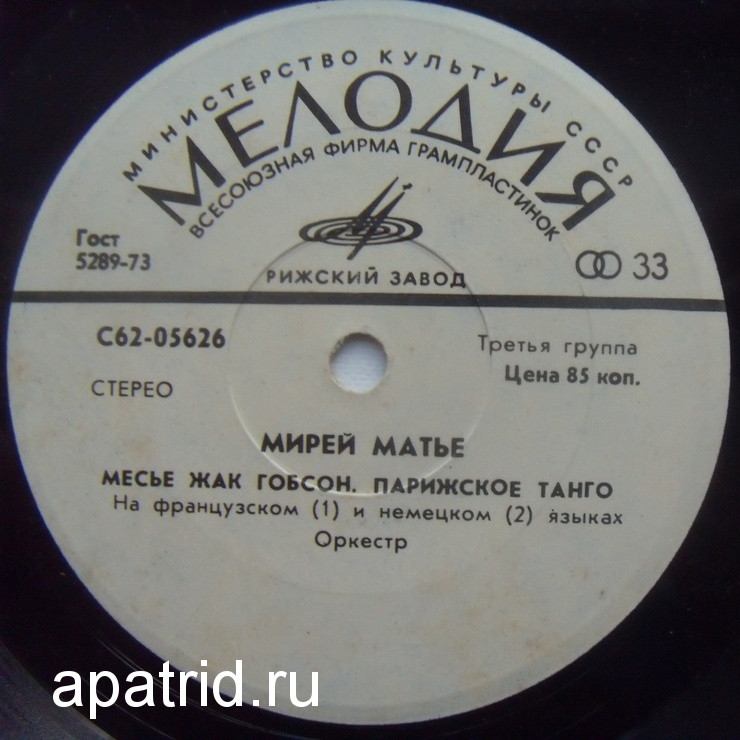 МИНИСТЕРСТВО КУЛЬТУРЫ СССР
МЕЛОДИЯ
ВСЕСОЮЗНАЯ ФИРМА ГРАМПЛАСТИНОК
Гост
5289-73
33
РИЖСКИЙ ЗАВОД
С62-05626
Третья группа
Цена 85 коп.
СТЕРЕО
МИРЕЙ МАТЬЕ
МЕСЬЕ ЖАК ГОБСОН. ПАРИЖСКОЕ ТАНГО
На французском (1) и немецком (2) языках
Оркестр
apatrid.ru